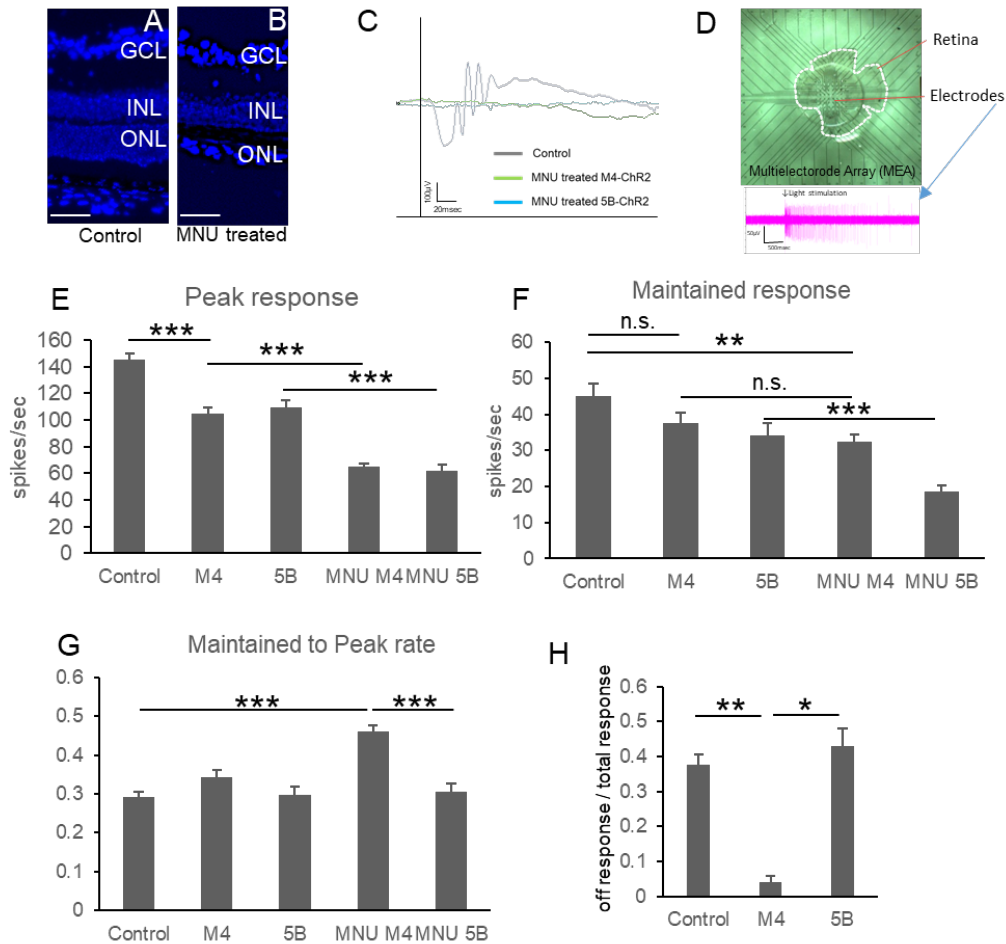 A
GCL
INL
ONL
Control
B
GCL
INL
ONL
MNU treated
C
100μV
20msec
Control
MNU treated M4-ChR2
MNU treated 5B-ChR2
D
Retina
Electrodes
Multielectorode Array (MEA)
↓Light stimulation
50μV
500msec
E
Peak response
***
***
***
spikes/sec
160
140
120
100
80
60
40
20
0
Control M4 5B MNU M4 MNU 5B
F
Maintained response
n.s.
**
n.s.
***
spikes/sec
60
50
40
30
20
10
0
Control M4 5B MNU M4 MNU 5B
G
Maintained to Peak rate
*** ***
0.6
0.5
0.4
0.3
0.2
0.1
0
Control M4 5B MNU M4 MNU 5B
H
** *
off response / total response
0.6
0.5
0.4
0.3
0.2
0.1
0
Control M4 5B